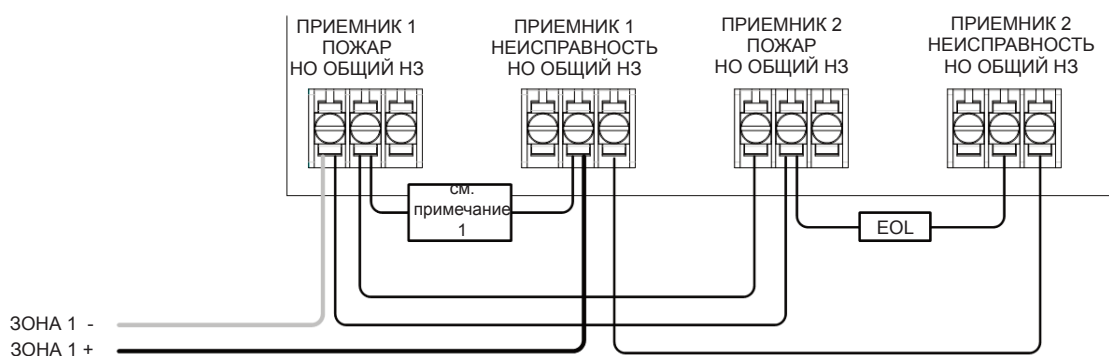 ПРИЕМНИК 1
ПОЖАР
НО ОБЩИЙ НЗ
ПРИЕМНИК 1
НЕИСПРАВНОСТЬ
НО ОБЩИЙ НЗ
ПРИЕМНИК 2
ПОЖАР
НО ОБЩИЙ НЗ
ПРИЕМНИК 2
НЕИСПРАВНОСТЬ
НО ОБЩИЙ НЗ
см.
примечание
1
EOL
ЗОНА 1 -
ЗОНА 1 +